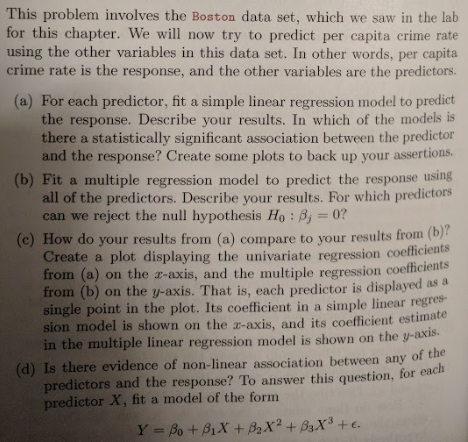 This problem involves the Boston data set, which we saw in the lab
for this chapter. We will now try to predict per capita crime rate
using the other variables in this data set. In other words, per capita
crime rate is the response, and the other variables are the predictors.
(a) For each predictor, fit a simple linear regression model to predict
the response. Describe your results. In which of the models is
there a statistically significant association between the predictor
and the response? Create some plots to back up your assertions.
(b) Fit a multiple regression model to predict the response using
all of the predictors. Describe your results. For which predictors
can we reject the null hypothesis H₀ : βⱼ = 0?
(c) How do your results from (a) compare to your results from (b)?
Create a plot displaying the univariate regression coefficients
from (a) on the x-axis, and the multiple regression coefficients
from (b) on the y-axis. That is, each predictor is displayed as a
single point in the plot. Its coefficient in a simple linear regres-
sion model is shown on the x-axis, and its coefficient estimate
in the multiple linear regression model is shown on the y-axis.
(d) Is there evidence of non-linear association between any of the
predictors and the response? To answer this question, for each
predictor X, fit a model of the form
Y = β₀ + β₁X + β₂X² + β₃X³ + ε.